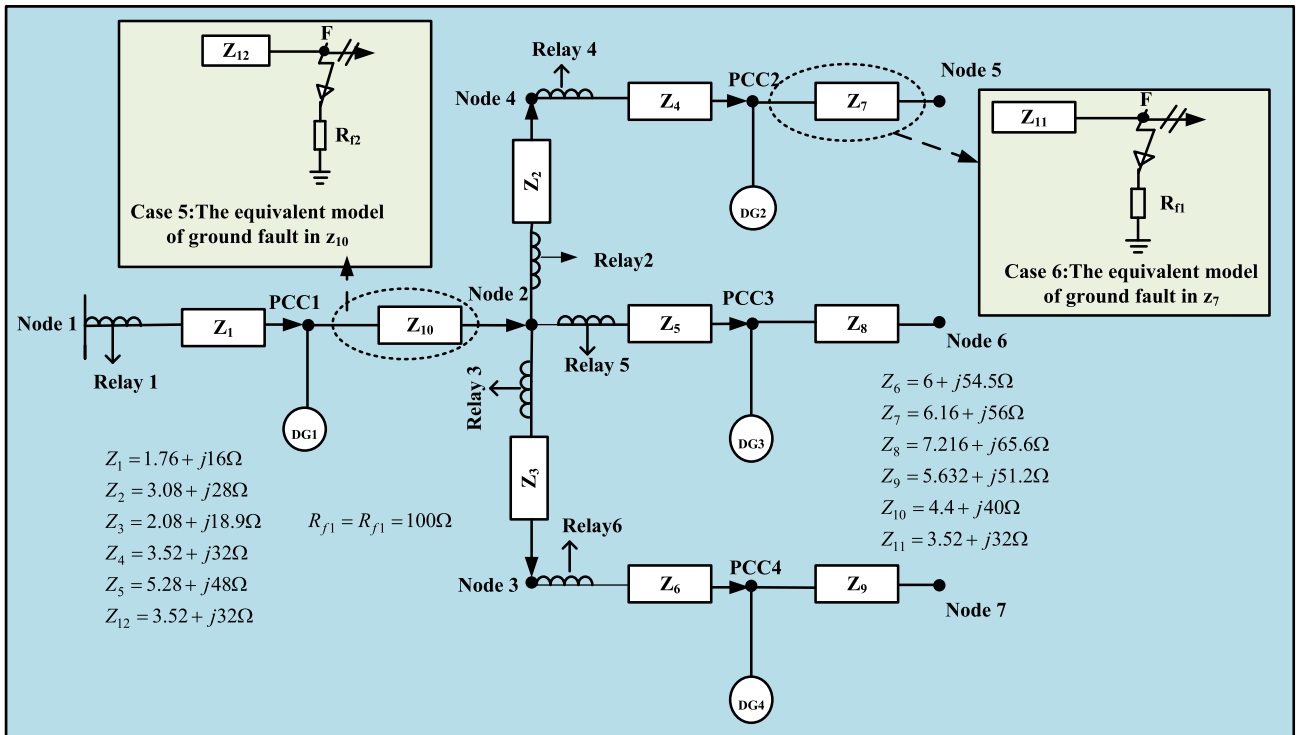 Z12
F
Rf2
Case 5:The equivalent model
of ground fault in z10
Relay 4
Node 4
Z4
PCC2
Z7
Node 5
DG2
Z2
Relay2
F
Z11
Rf1
Case 6:The equivalent model
of ground fault in z7
Node 1
Relay 1
Z1
PCC1
DG1
Z10
Node 2
Relay 5
Z5
PCC3
DG3
Z8
Node 6
Relay 3
Z3
Node 3
Relay6
Z6
PCC4
DG4
Z9
Node 7
Z1 = 1.76 + j16Ω
Z2 = 3.08 + j28Ω
Z3 = 2.08 + j18.9Ω
Z4 = 3.52 + j32Ω
Z5 = 5.28 + j48Ω
Z12 = 3.52 + j32Ω
Rf1 = Rf1 = 100Ω
Z6 = 6 + j54.5Ω
Z7 = 6.16 + j56Ω
Z8 = 7.216 + j65.6Ω
Z9 = 5.632 + j51.2Ω
Z10 = 4.4 + j40Ω
Z11 = 3.52 + j32Ω